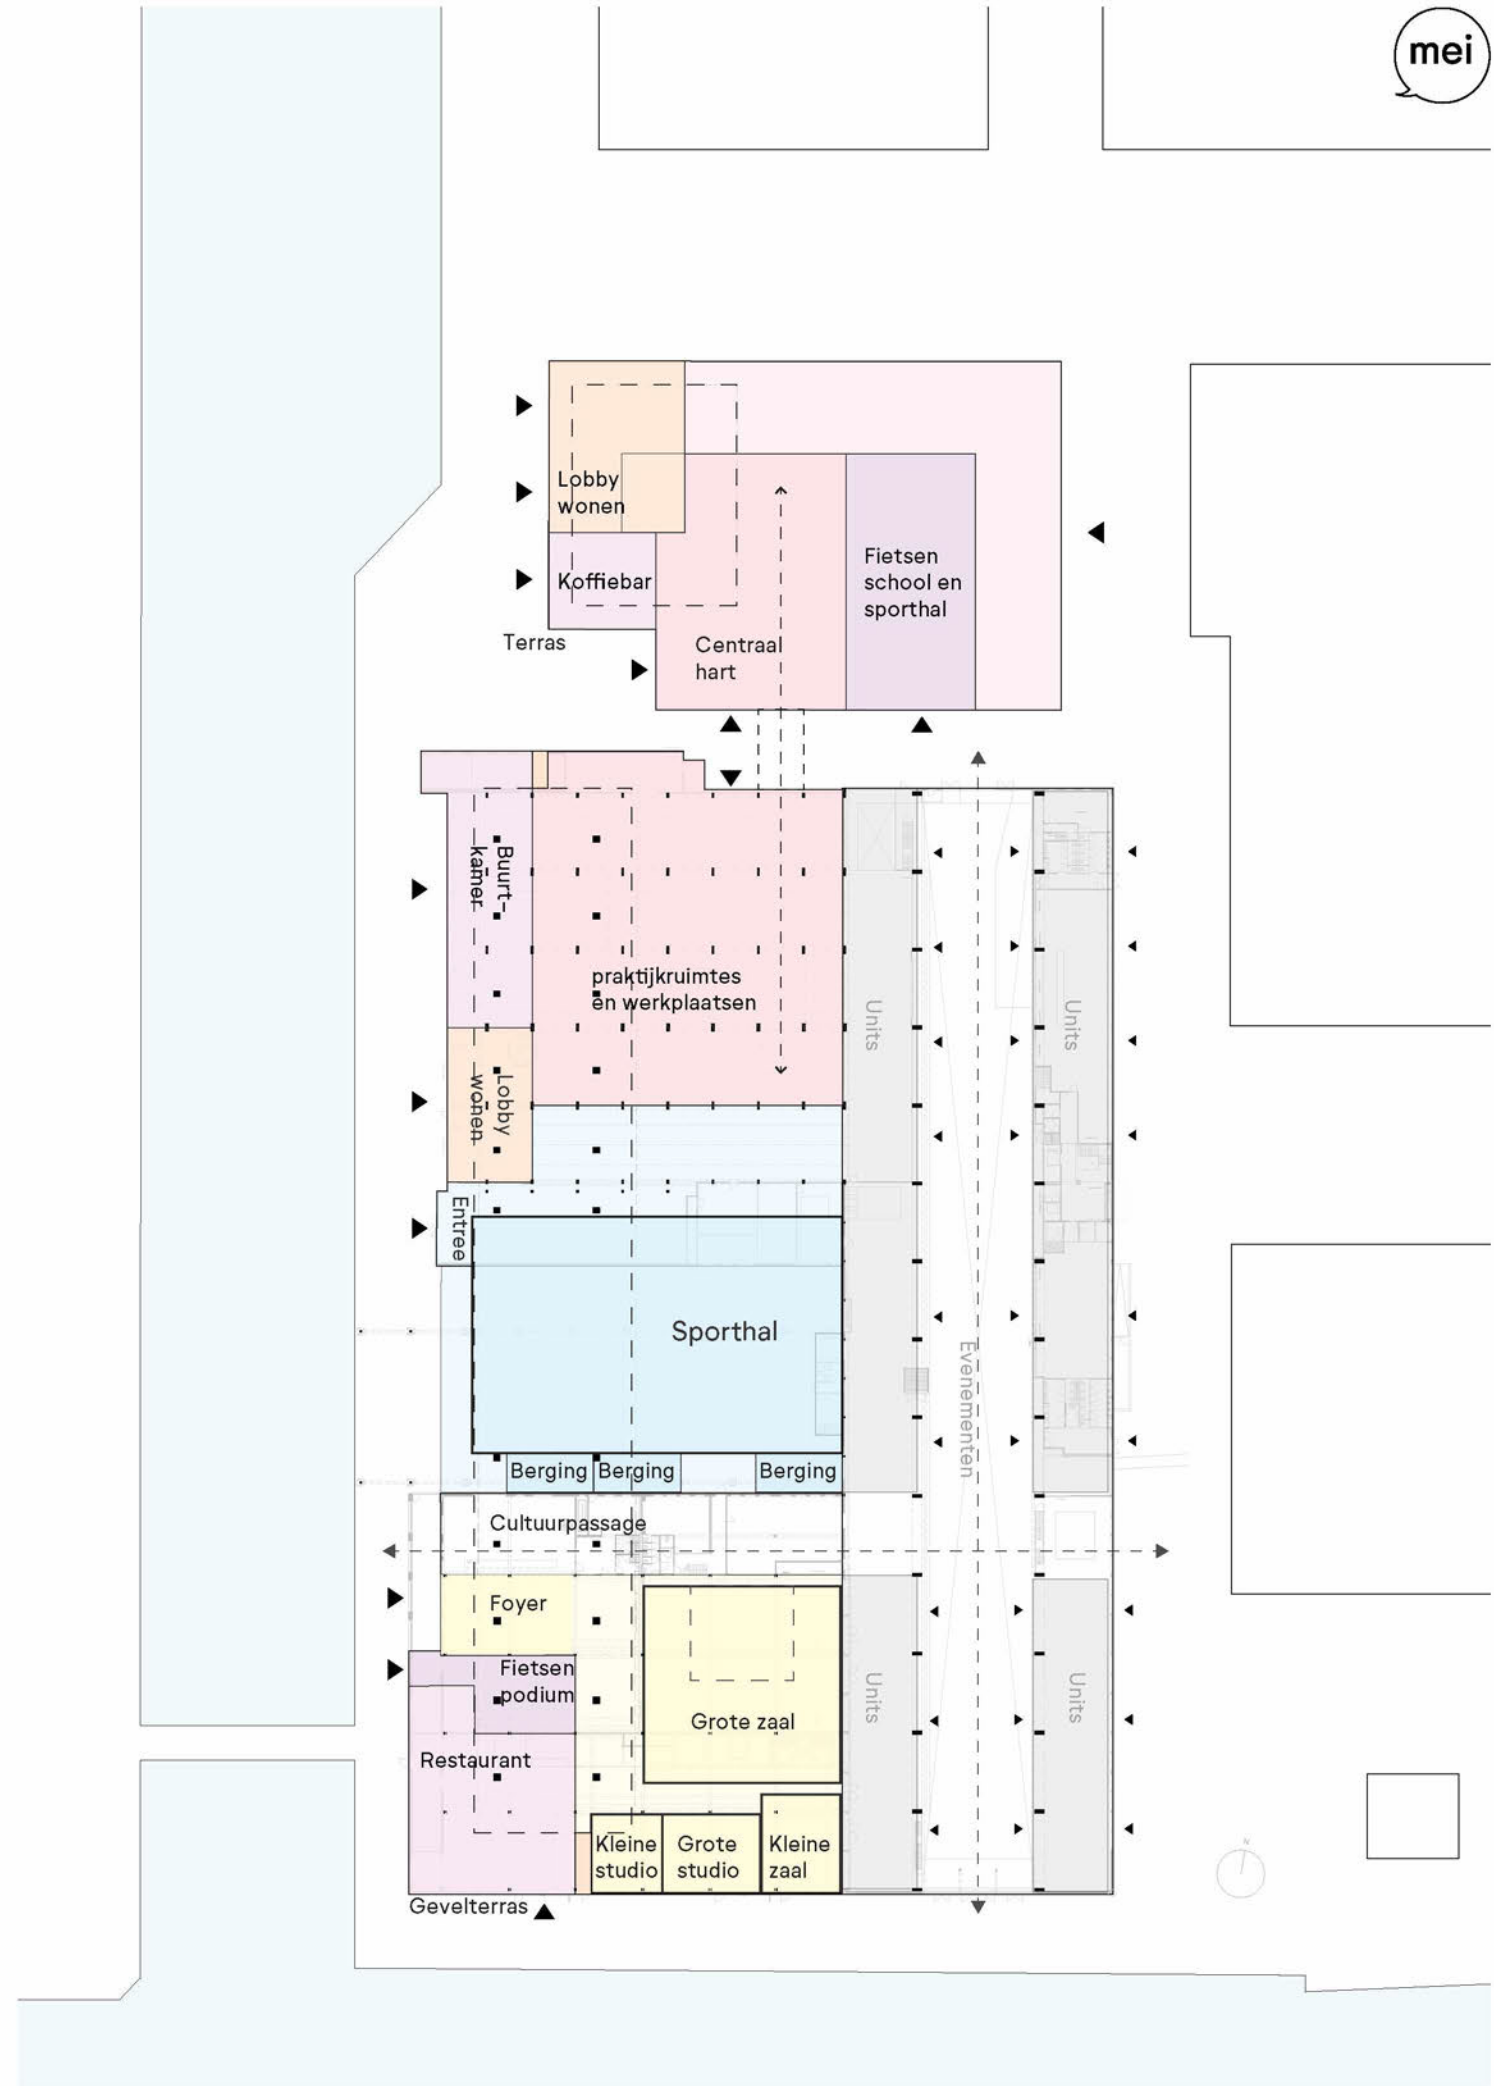 mei
Lobby
wonen
Koffiebar
Terras
Fietsen
school en
sporthal
Centraal
hart
Buurt-
kamer
praktijkruimtes
en werkplaatsen
Units
Units
Lobby
wonen
Entree
Sporthal
Evenementen
Berging
Berging
Berging
Cultuurpassage
Foyer
Fietsen
podium
Grote zaal
Units
Units
Restaurant
Kleine
studio
Grote
studio
Kleine
zaal
Gevelterras
N